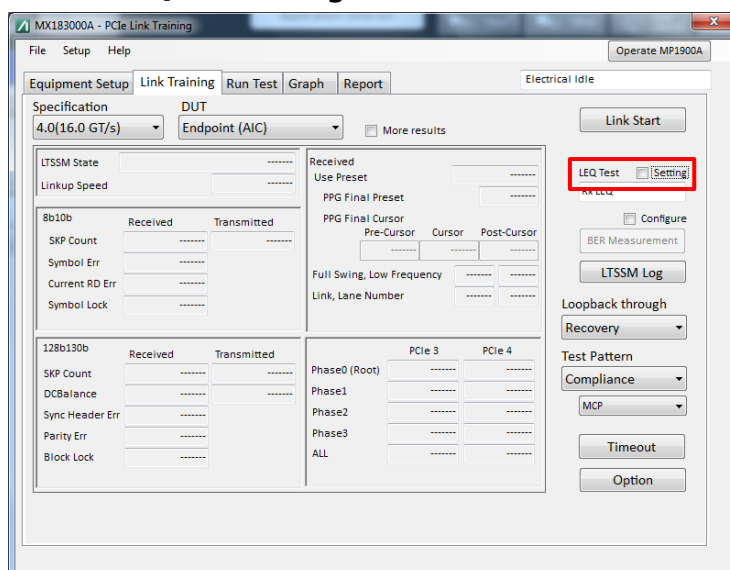 MX183000A - PCIe Link Training
File Setup Help
Operate MP1900A
Equipment Setup Link Training Run Test Graph Report
Electrical Idle
Specification DUT
4.0(16.0 GT/s) Endpoint (AIC)
More results
Link Start
LTSSM State -------
Linkup Speed -------
8b10b Received Transmitted
SKP Count ------- -------
Symbol Err -------
Current RD Err -------
Symbol Lock -------
Received
Use Preset -------
PPG Final Preset -------
PPG Final Cursor
Pre-Cursor Cursor Post-Cursor
------- ------- -------
Full Swing, Low Frequency ------- -------
Link, Lane Number ------- -------
128b130b Received Transmitted
SKP Count ------- -------
DCBalance ------- -------
Sync Header Err -------
Parity Err -------
Block Lock -------
PCIe 3 PCIe 4
Phase0 (Root) ------- -------
Phase1 ------- -------
Phase2 ------- -------
Phase3 ------- -------
ALL ------- -------
LEQ Test Setting
Rx LEQ
Configure
BER Measurement
LTSSM Log
Loopback through
Recovery
Test Pattern
Compliance
MCP
Timeout
Option